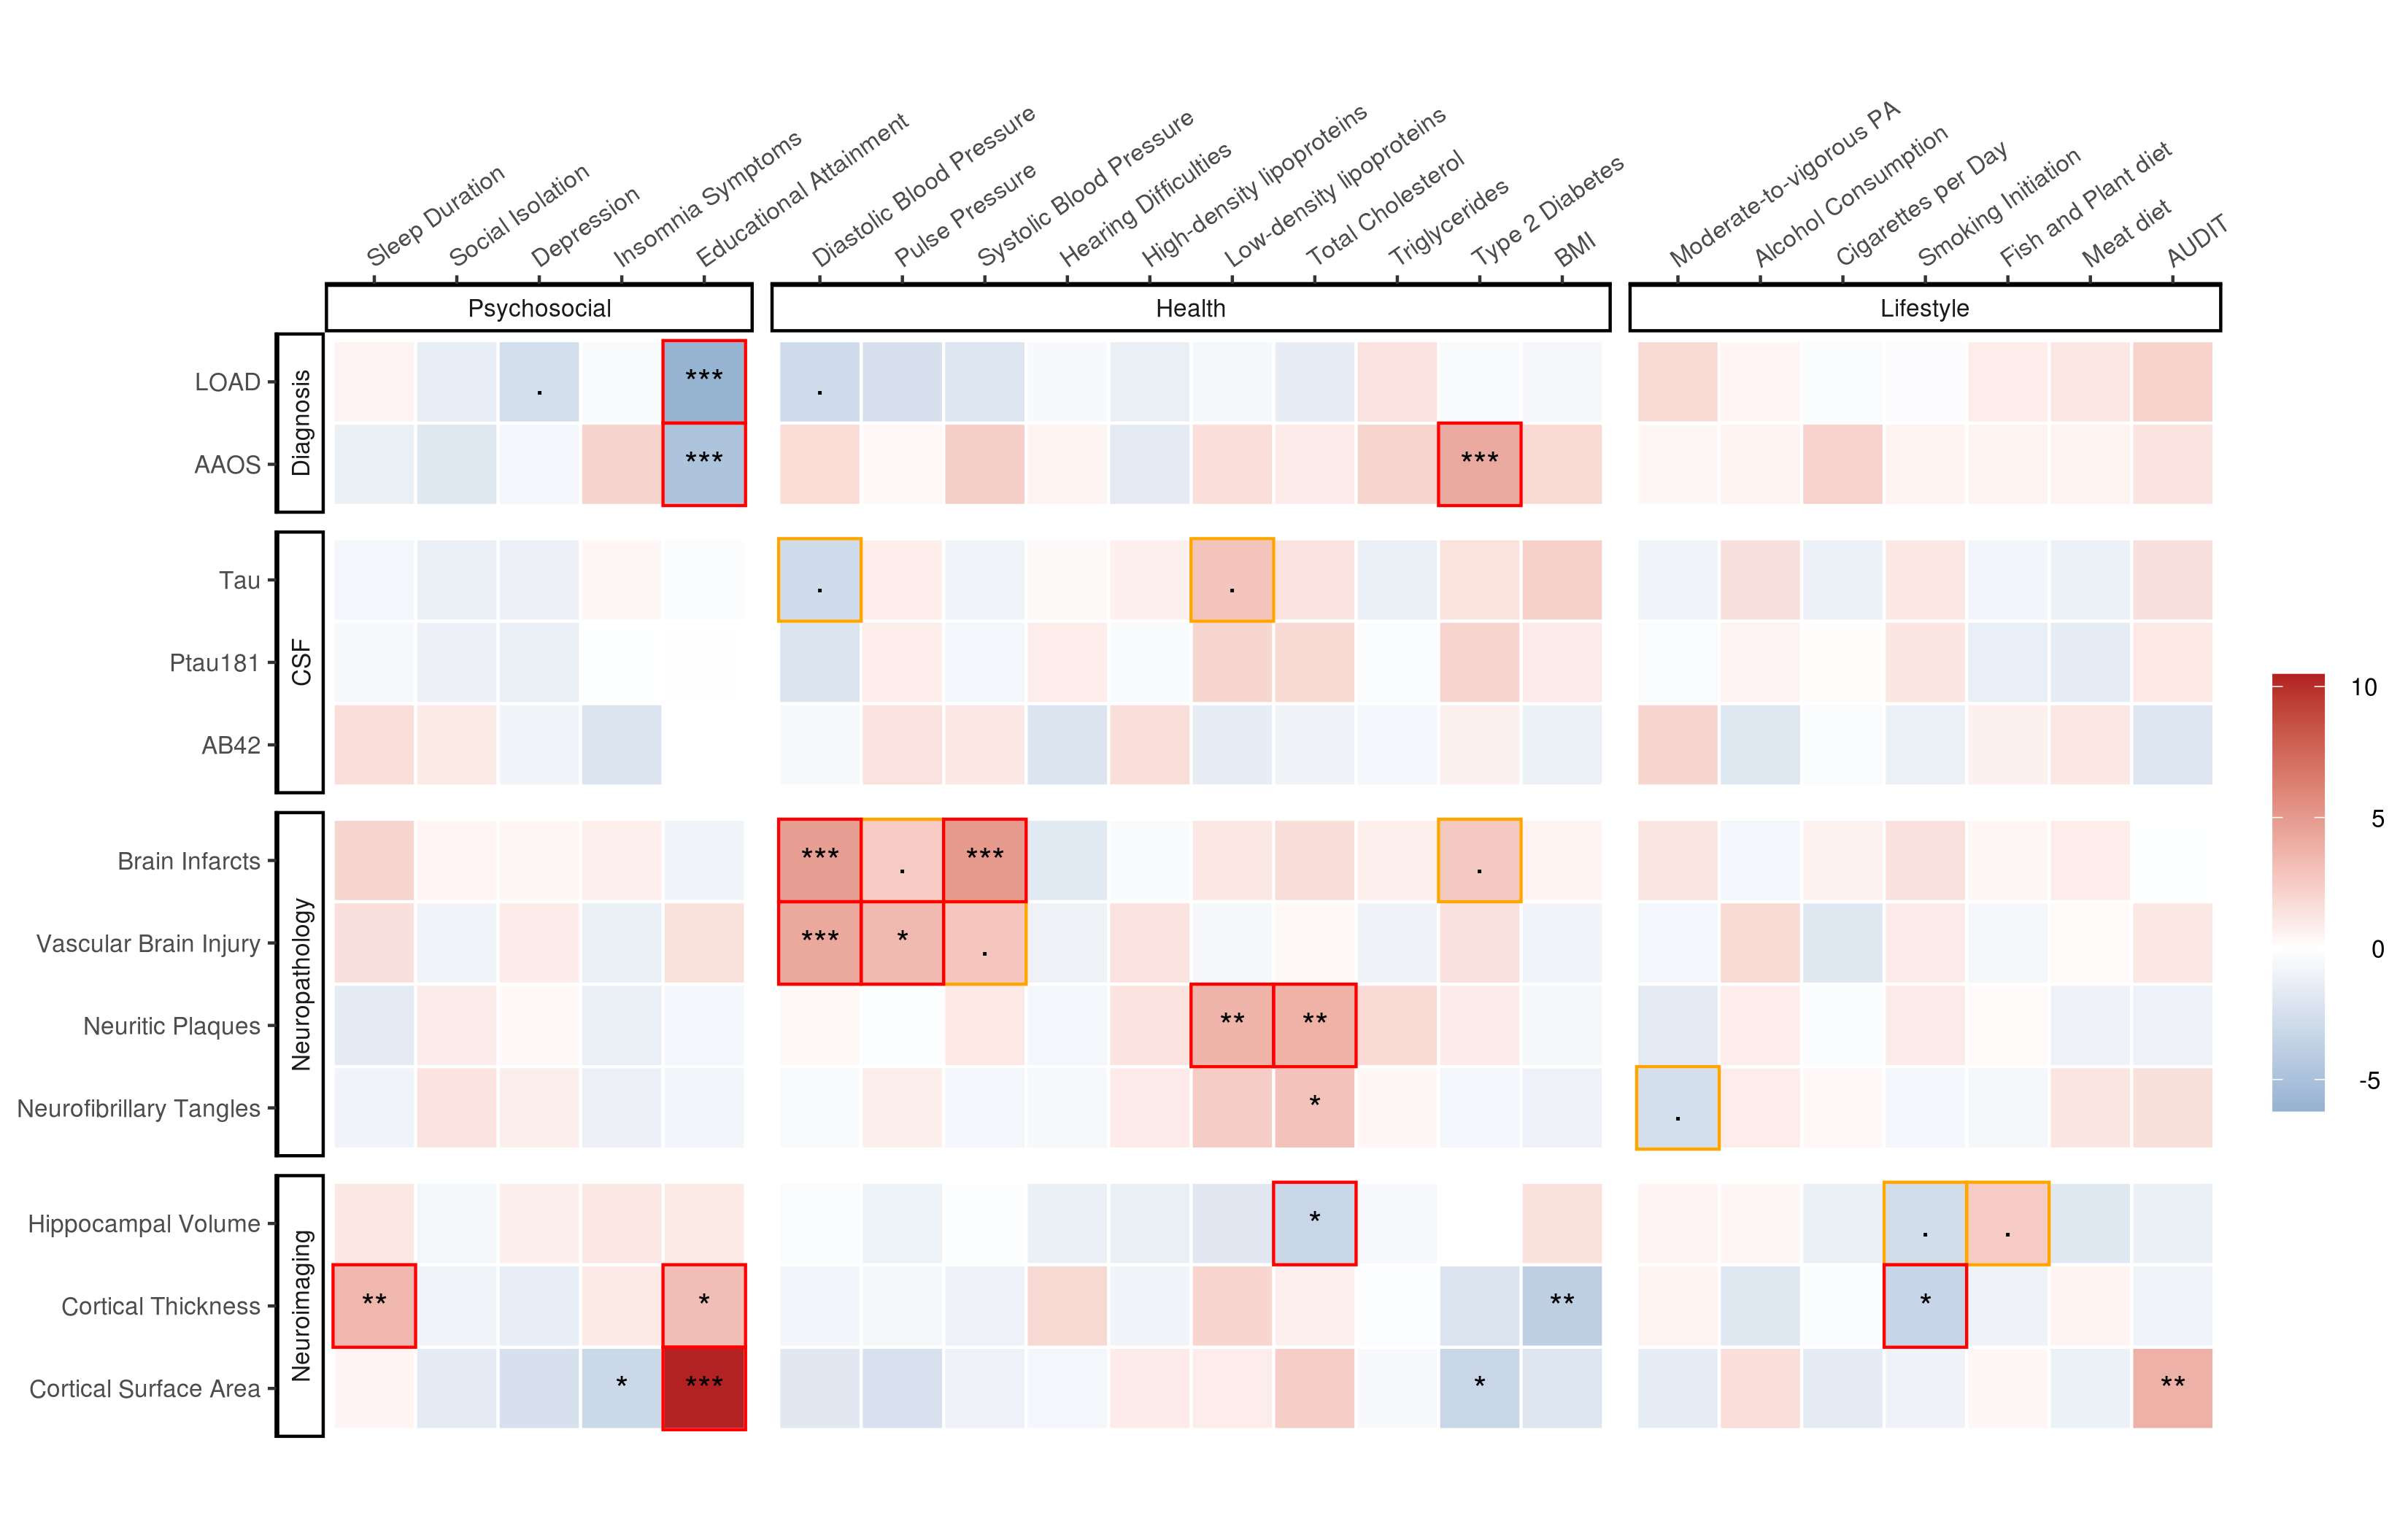 Sleep Duration
Social Isolation
Depression
Insomnia Symptoms
Educational Attainment
Diastolic Blood Pressure
Pulse Pressure
Systolic Blood Pressure
Hearing Difficulties
High-density lipoproteins
Low-density lipoproteins
Total Cholesterol
Triglycerides
Type 2 Diabetes
BMI
Moderate-to-vigorous PA
Alcohol Consumption
Cigarettes per Day
Smoking Initiation
Fish and Plant diet
Meat diet
AUDIT
Psychosocial
Health
Lifestyle
Diagnosis
LOAD
. *** .
AAOS
*** ***
CSF
Tau
. .
Ptau181
AB42
Neuropathology
Brain Infarcts
*** . *** .
Vascular Brain Injury
*** * .
Neuritic Plaques
** **
Neurofibrillary Tangles
* .
Neuroimaging
Hippocampal Volume
* . .
Cortical Thickness
** * ** *
Cortical Surface Area
* *** * **
10
5
0
-5